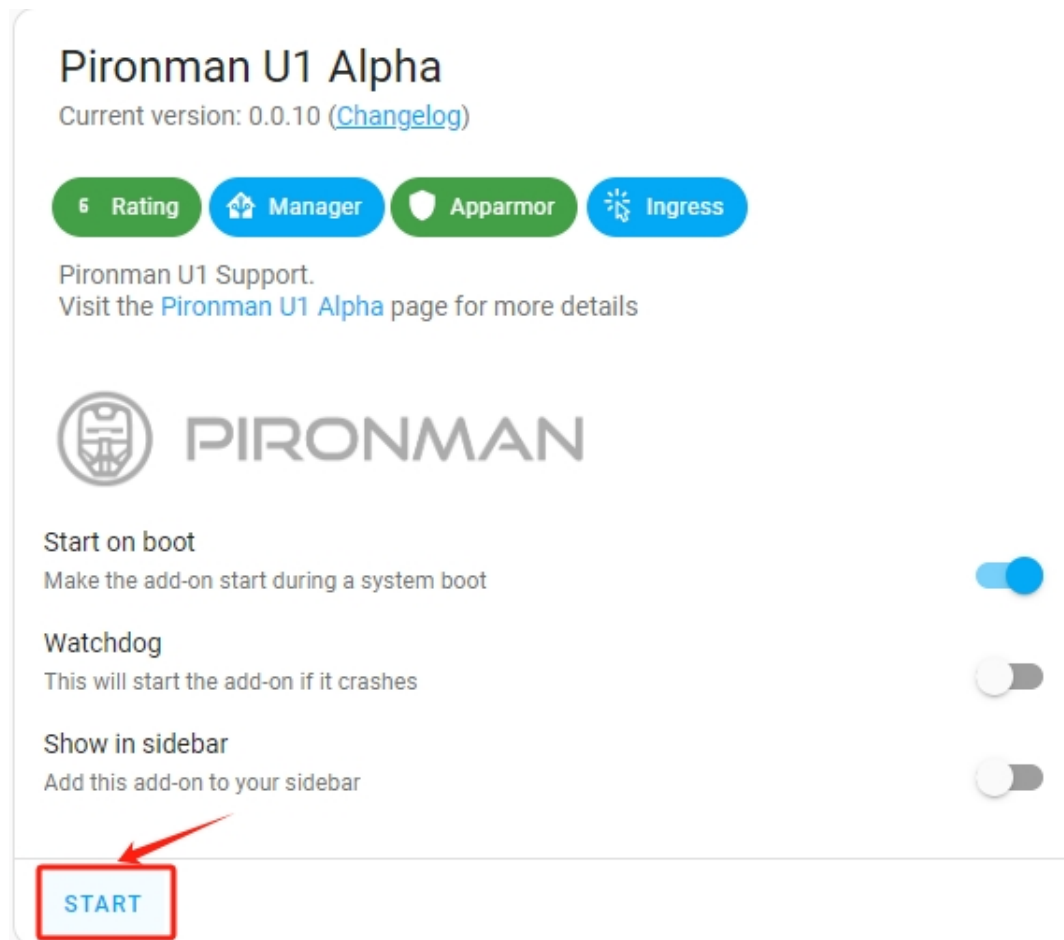 Pironman U1 Alpha
Current version: 0.0.10 (Changelog)
6 Rating Manager Apparmor Ingress
Pironman U1 Support.
Visit the Pironman U1 Alpha page for more details
PIRONMAN
Start on boot
Make the add-on start during a system boot
Watchdog
This will start the add-on if it crashes
Show in sidebar
Add this add-on to your sidebar
START